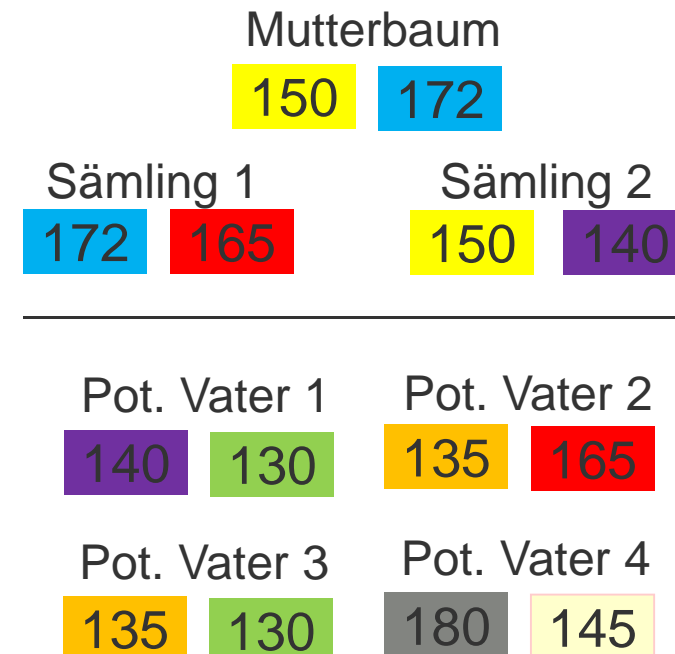 Mutterbaum
150 172
Sämling 1 Sämling 2
172 165 150 140
Pot. Vater 1 Pot. Vater 2
140 130 135 165
Pot. Vater 3 Pot. Vater 4
135 130 180 145